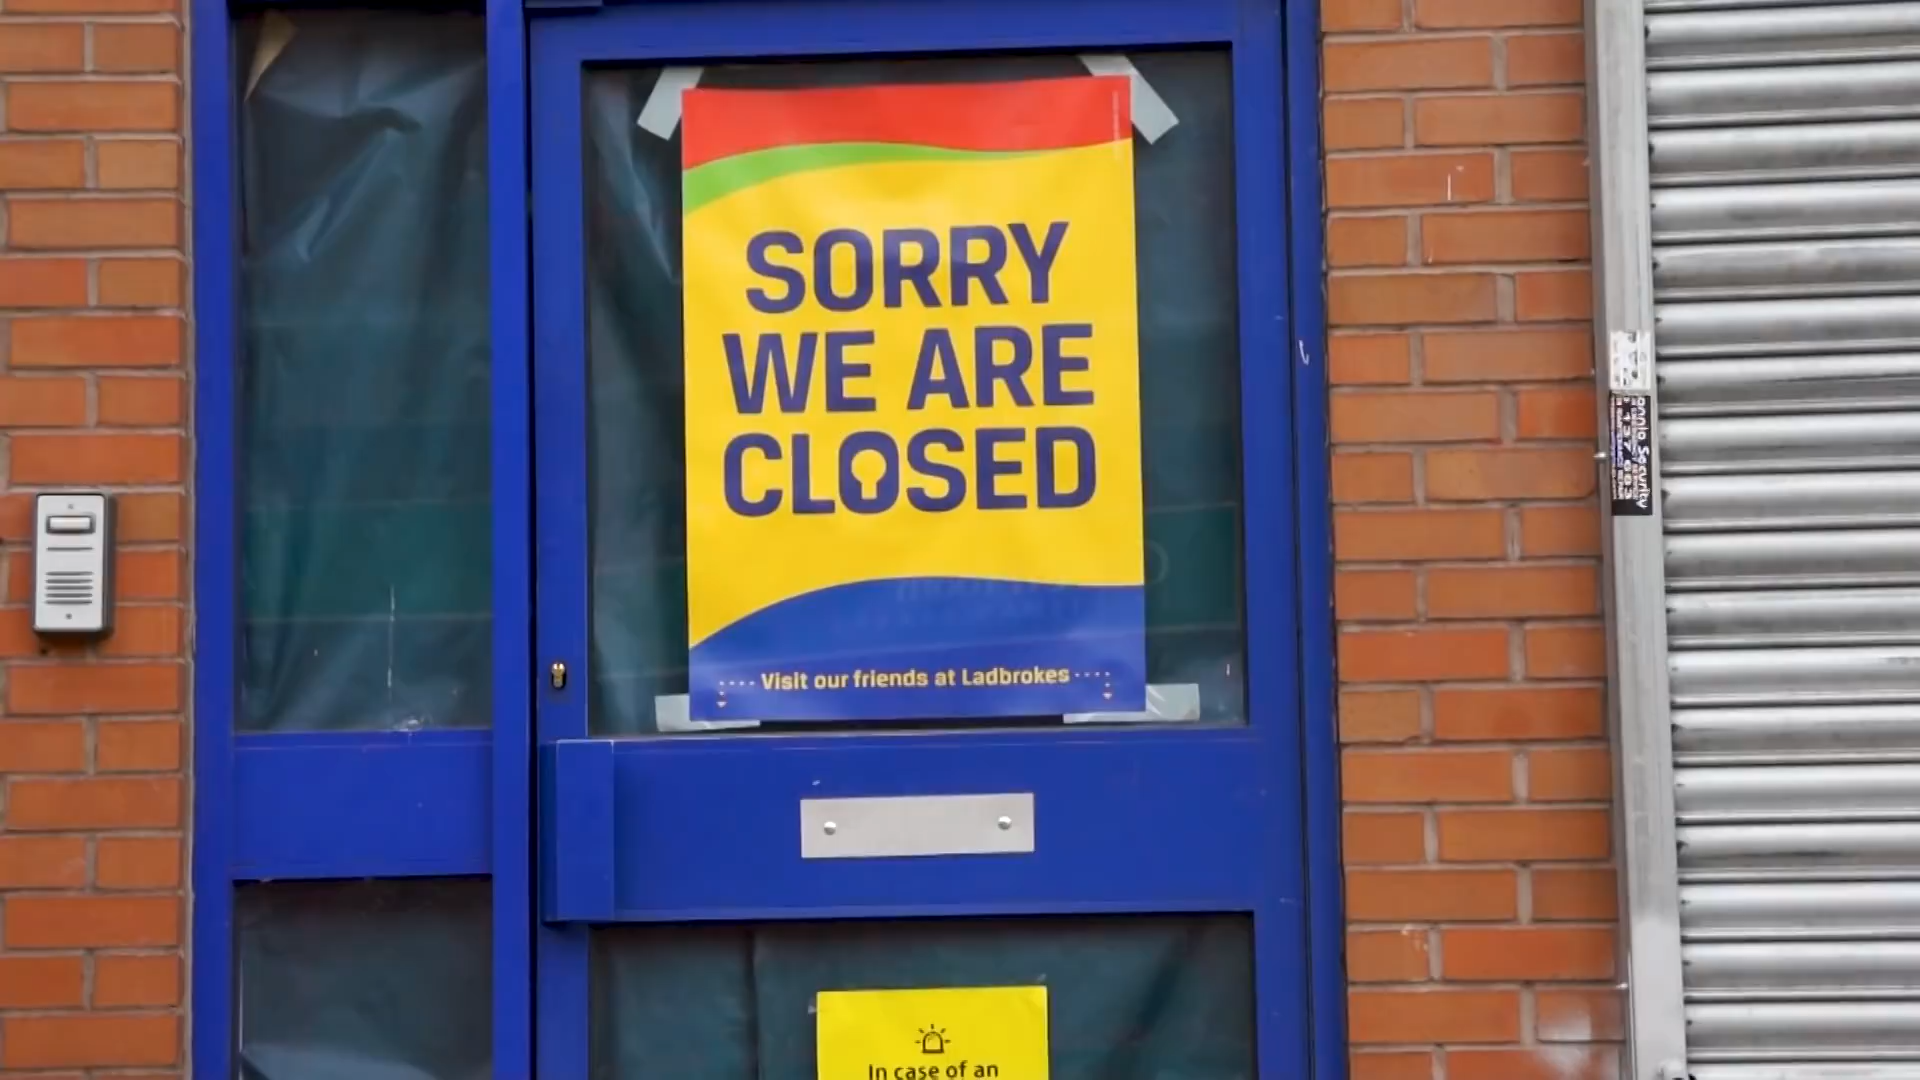 SORRY
WE ARE
CLOSED
Visit our friends at Ladbrokes
In case of an